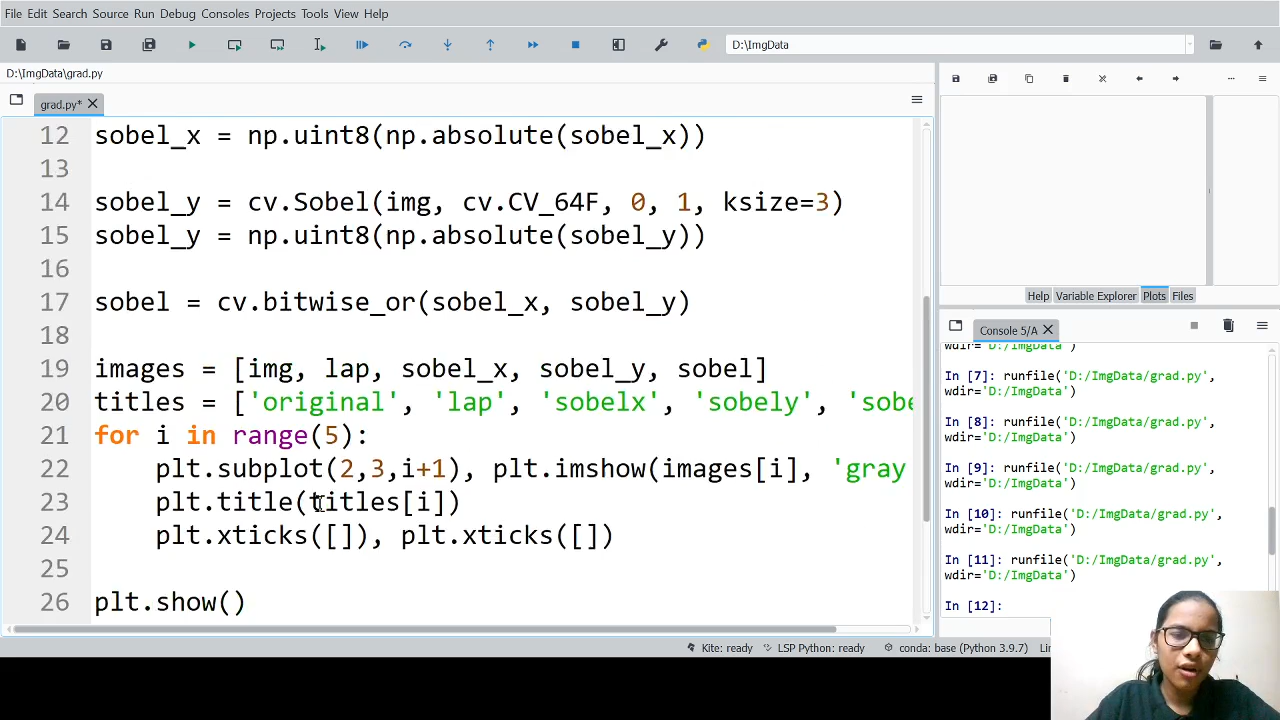 File Edit Search Source Run Debug Consoles Projects Tools View Help
D:\ImgData
D:\ImgData\grad.py
grad.py*
12 sobel_x = np.uint8(np.absolute(sobel_x))
13
14 sobel_y = cv.Sobel(img, cv.CV_64F, 0, 1, ksize=3)
15 sobel_y = np.uint8(np.absolute(sobel_y))
16
17 sobel = cv.bitwise_or(sobel_x, sobel_y)
18
19 images = [img, lap, sobel_x, sobel_y, sobel]
20 titles = ['original', 'lap', 'sobelx', 'sobely', 'sobe
21 for i in range(5):
22 plt.subplot(2,3,i+1), plt.imshow(images[i], 'gray
23 plt.title(titles[i])
24 plt.xticks([]), plt.xticks([])
25
26 plt.show()
Help Variable Explorer Plots Files
Console 5/A
wdir='D:/ImgData')
In [7]: runfile('D:/ImgData/grad.py',
wdir='D:/ImgData')
In [8]: runfile('D:/ImgData/grad.py',
wdir='D:/ImgData')
In [9]: runfile('D:/ImgData/grad.py',
wdir='D:/ImgData')
In [10]: runfile('D:/ImgData/grad.py',
wdir='D:/ImgData')
In [11]: runfile('D:/ImgData/grad.py',
wdir='D:/ImgData')
In [12]:
Kite: ready LSP Python: ready conda: base (Python 3.9.7)